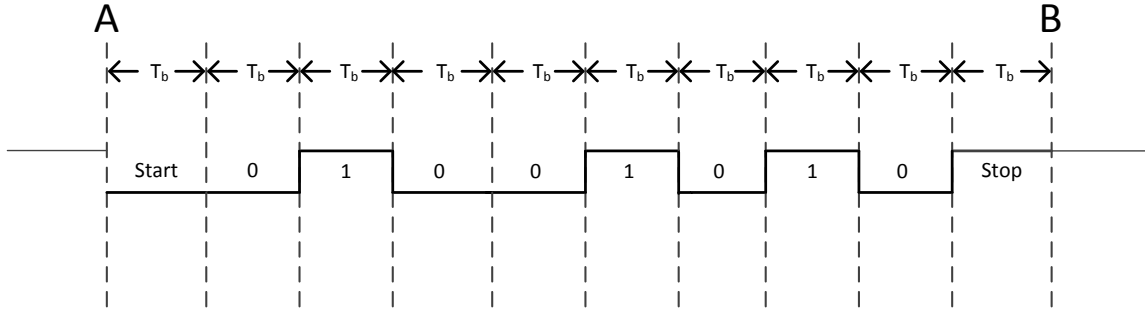 A B
T_b T_b T_b T_b T_b T_b T_b T_b T_b T_b
Start 0 1 0 0 1 0 1 0 Stop